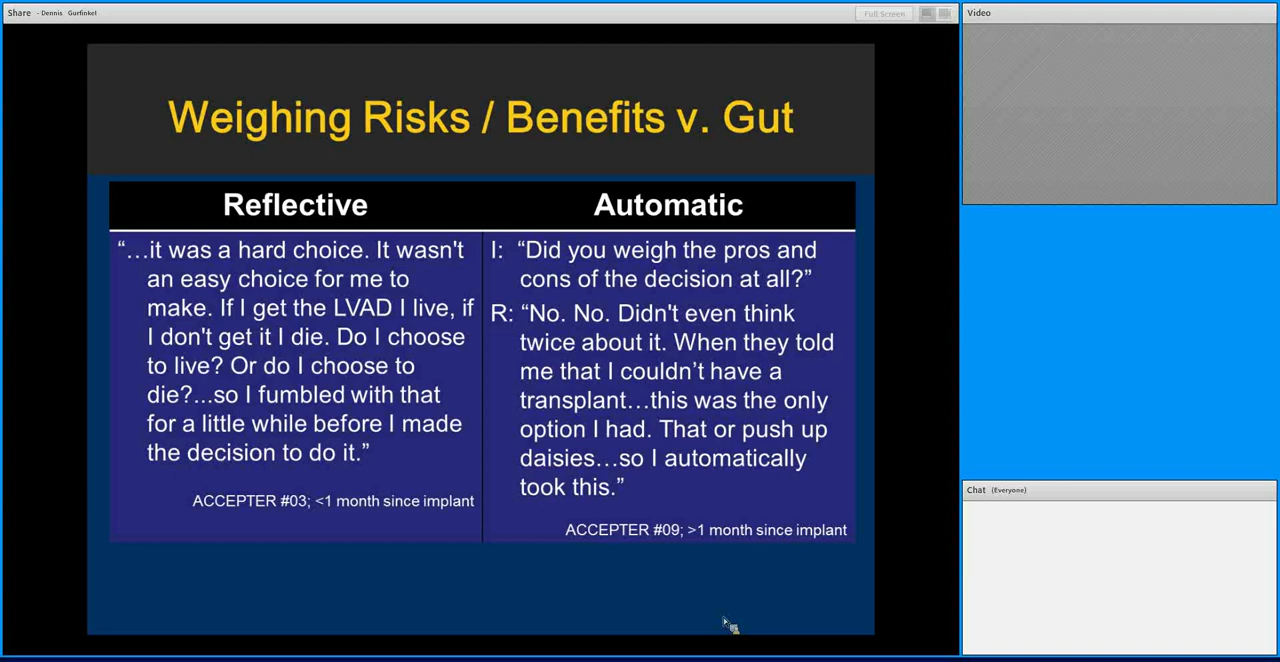 Share - Dennis Gurfinkel
Full Screen
Video
Weighing Risks / Benefits v. Gut
Reflective
“…it was a hard choice. It wasn't
an easy choice for me to
make. If I get the LVAD I live, if
I don't get it I die. Do I choose
to live? Or do I choose to
die?...so I fumbled with that
for a little while before I made
the decision to do it.”
ACCEPTER #03; <1 month since implant
Automatic
I: “Did you weigh the pros and
cons of the decision at all?”
R: “No. No. Didn't even think
twice about it. When they told
me that I couldn’t have a
transplant…this was the only
option I had. That or push up
daisies…so I automatically
took this.”
ACCEPTER #09; >1 month since implant
Chat (Everyone)